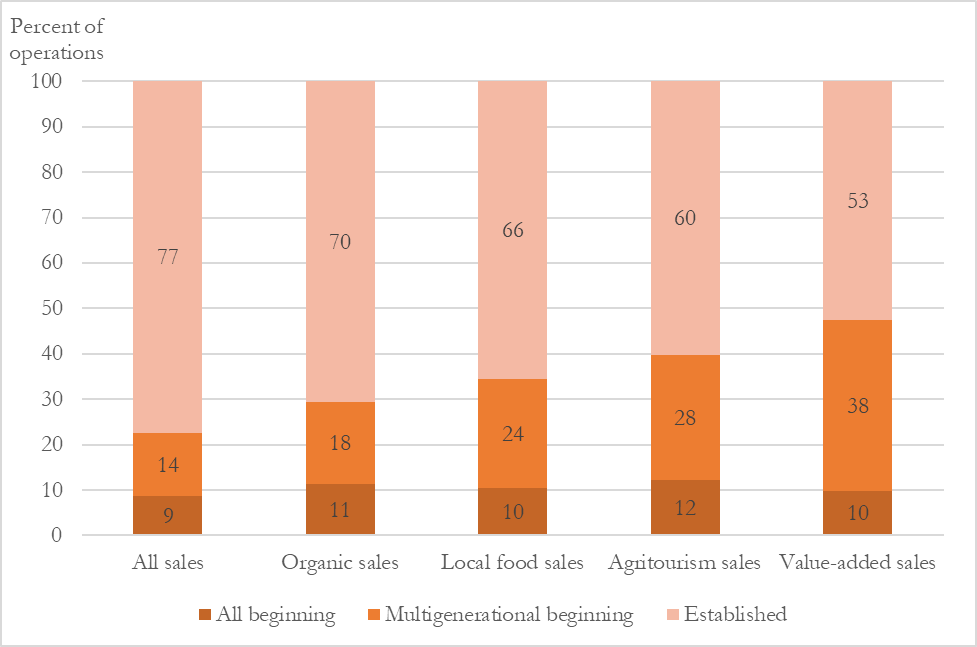 Percent of
operations
100
90
80
70
60
50
40
30
20
10
0
77
70
66
60
53
14
18
24
28
38
9
11
10
12
10
All sales
Organic sales
Local food sales
Agritourism sales
Value-added sales
All beginning
Multigenerational beginning
Established